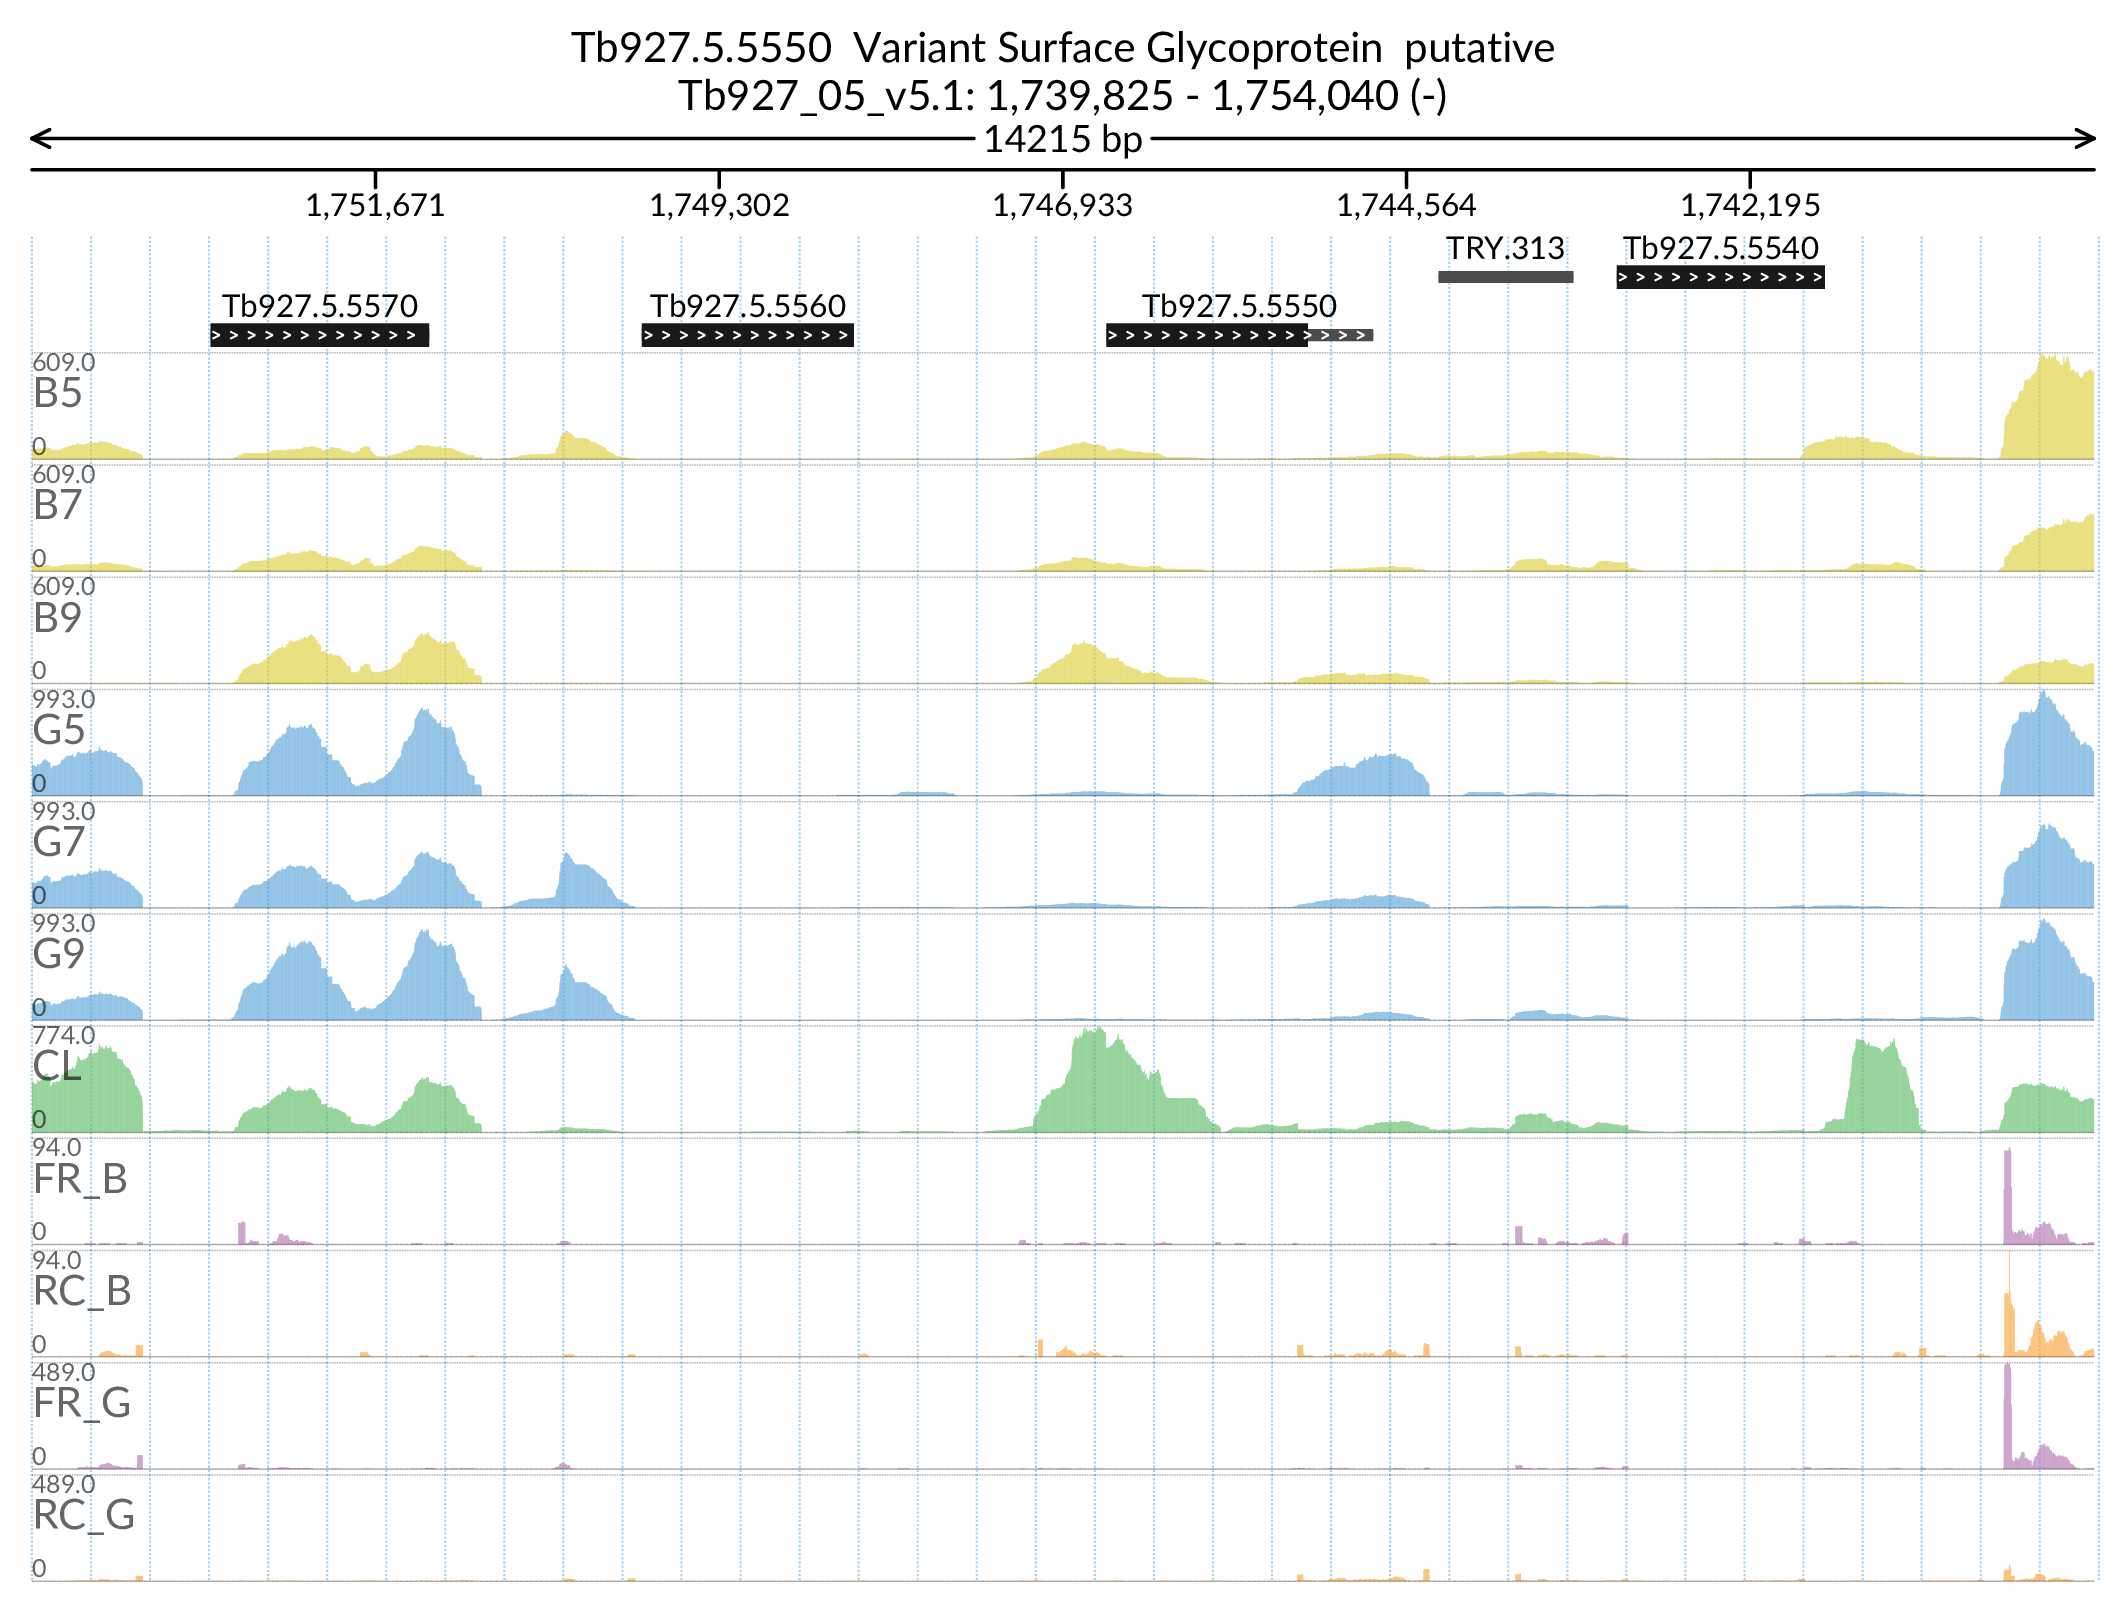 Tb927.5.5550  Variant Surface Glycoprotein  putative
Tb927_05_v5.1: 1,739,825 - 1,754,040 (-)
14215 bp
1,751,671 1,749,302 1,746,933 1,744,564 1,742,195
TRY.313 Tb927.5.5540
Tb927.5.5570 Tb927.5.5560 Tb927.5.5550
609.0
B5
0
609.0
B7
0
609.0
B9
0
993.0
G5
0
993.0
G7
0
993.0
G9
0
774.0
CL
0
94.0
FR_B
0
94.0
RC_B
0
489.0
FR_G
0
489.0
RC_G
0